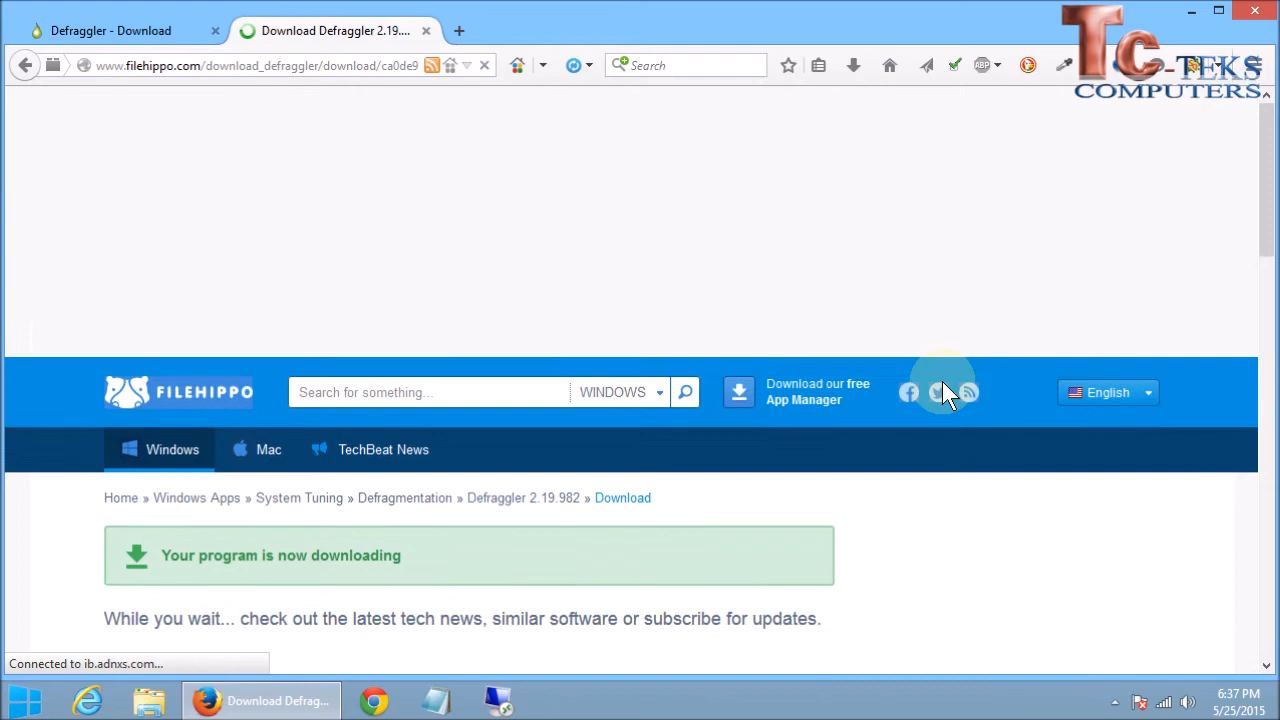 Defraggler - Download
Download Defraggler 2.19....
www.filehippo.com/download_defraggler/download/ca0de9
Search
ABP
Tc-TEKS
COMPUTERS
FILEHIPPO
Search for something...
WINDOWS
Download our free
App Manager
English
Windows
Mac
TechBeat News
Home » Windows Apps » System Tuning » Defragmentation » Defraggler 2.19.982 » Download
Your program is now downloading
While you wait... check out the latest tech news, similar software or subscribe for updates.
Connected to ib.adnxs.com...
Download Defrag...
6:37 PM
5/25/2015